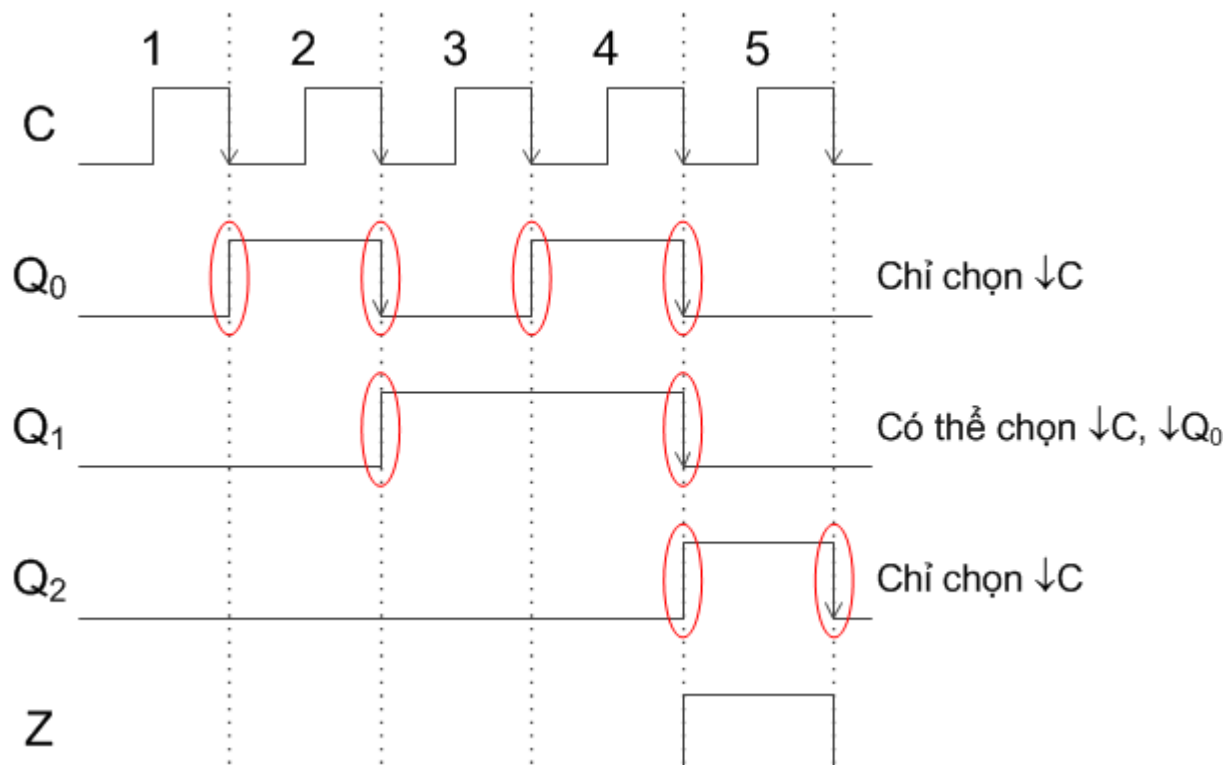 1 2 3 4 5
C
Q₀ Chỉ chọn ↓C
Q₁ Có thể chọn ↓C, ↓Q₀
Q₂ Chỉ chọn ↓C
Z